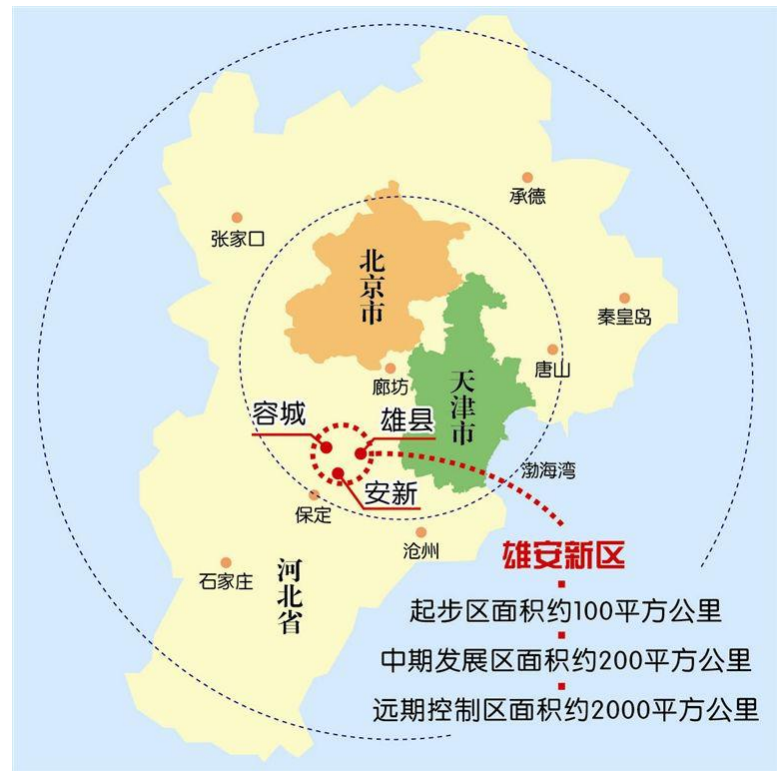 承德
张家口
北京市
秦皇岛
唐山
廊坊
天津市
容城
雄县
渤海湾
安新
保定
沧州
石家庄
河北省
雄安新区
起步区面积约100平方公里
中期发展区面积约200平方公里
远期控制区面积约2000平方公里